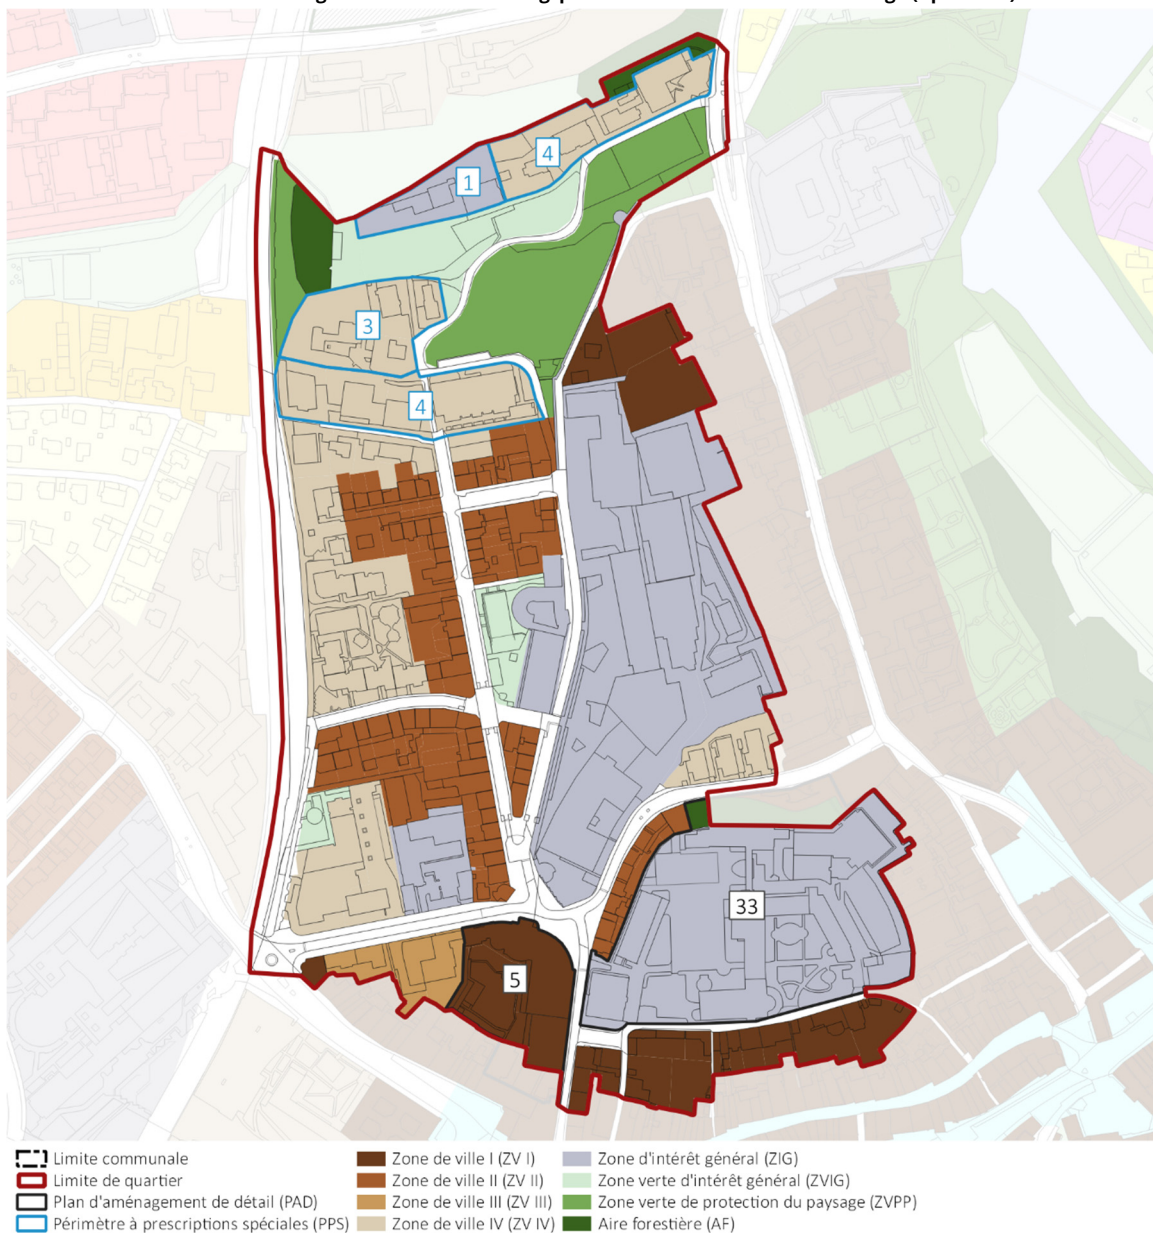 4
1
3
4
33
5
Limite communale
Limite de quartier
Plan d'aménagement de détail (PAD)
Périmètre à prescriptions spéciales (PPS)
Zone de ville I (ZV I)
Zone de ville II (ZV II)
Zone de ville III (ZV III)
Zone de ville IV (ZV IV)
Zone d'intérêt général (ZIG)
Zone verte d'intérêt général (ZVIG)
Zone verte de protection du paysage (ZVPP)
Aire forestière (AF)